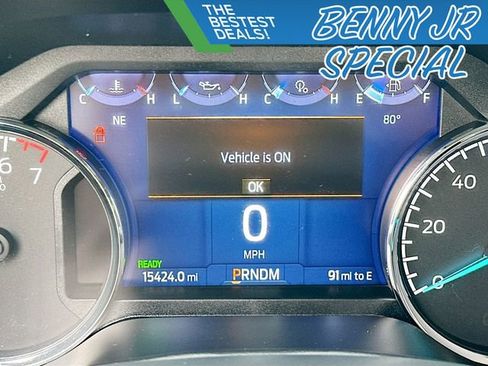 THE
BESTEST
DEALS!
BENNY JR
SPECIAL
C H L H C H E F
NE 80°
Vehicle is ON
OK
6
7
0
MPH
40
20
0
READY
15424.0 mi PRNDM 91 mi to E